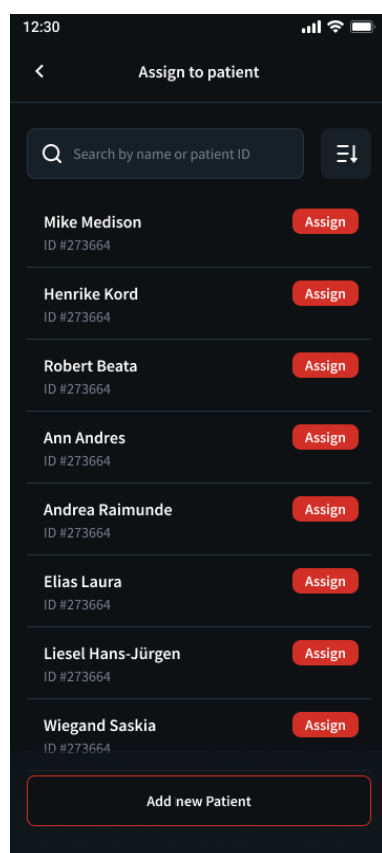 12:30
Assign to patient
Search by name or patient ID
Mike Medison
Assign
ID #273664
Henrike Kord
Assign
ID #273664
Robert Beata
Assign
ID #273664
Ann Andres
Assign
ID #273664
Andrea Raimunde
Assign
ID #273664
Elias Laura
Assign
ID #273664
Liesel Hans-Jürgen
Assign
ID #273664
Wiegand Saskia
Assign
ID #273664
Add new Patient